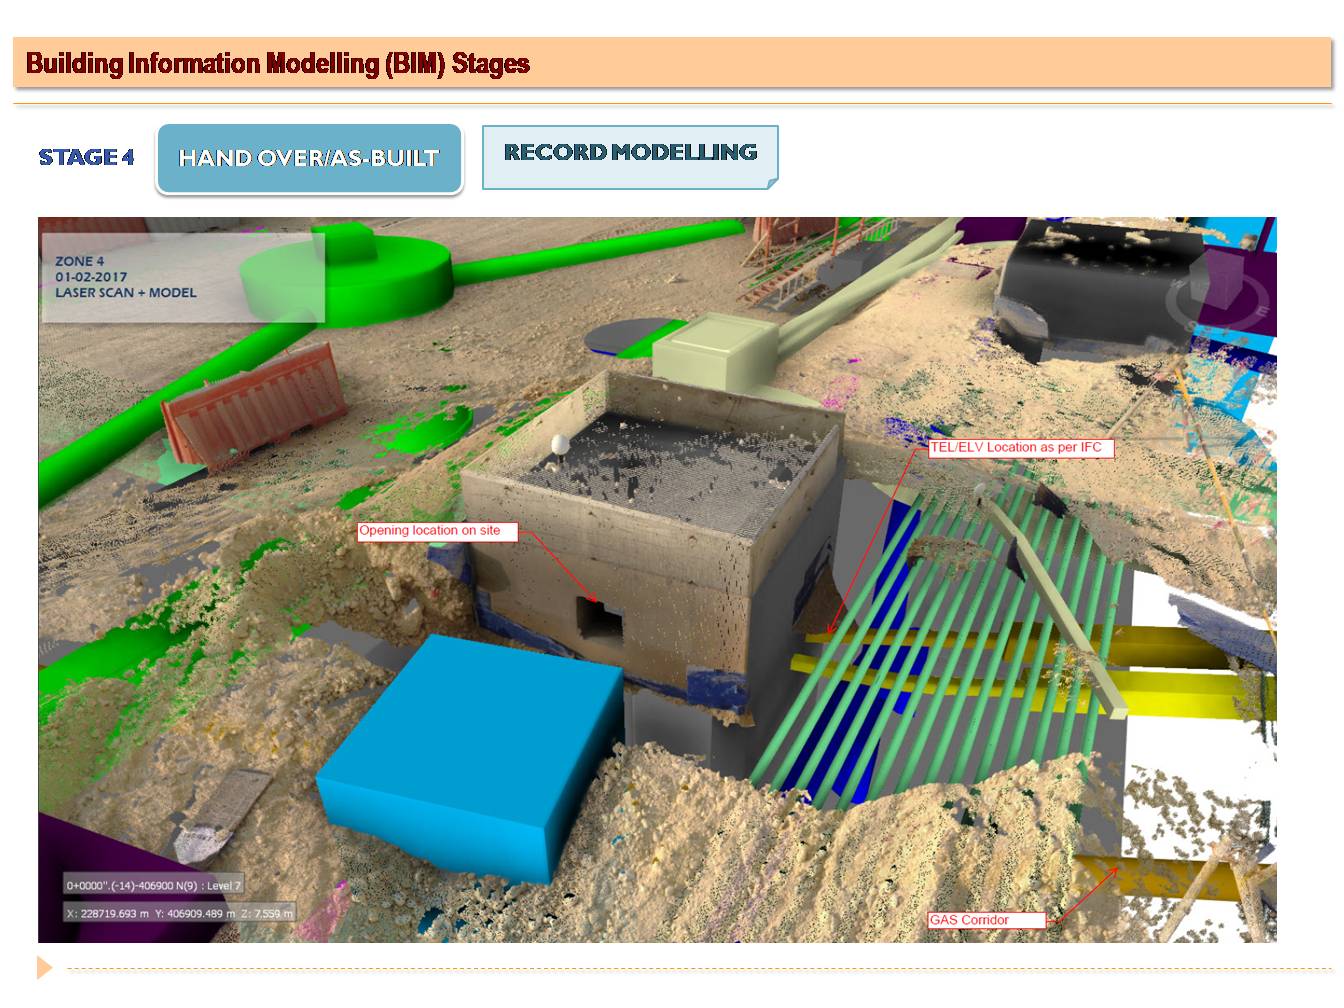 Building Information Modelling (BIM) Stages
STAGE 4
HAND OVER/AS-BUILT
RECORD MODELLING
ZONE 4
01-02-2017
LASER SCAN + MODEL
TEL/ELV Location as per IFC
Opening location on site
0+0000".(-14)-406900 N(9) : Level 7
X: 228719.693 m Y: 406909.489 m Z: 7.559 m
GAS Corridor